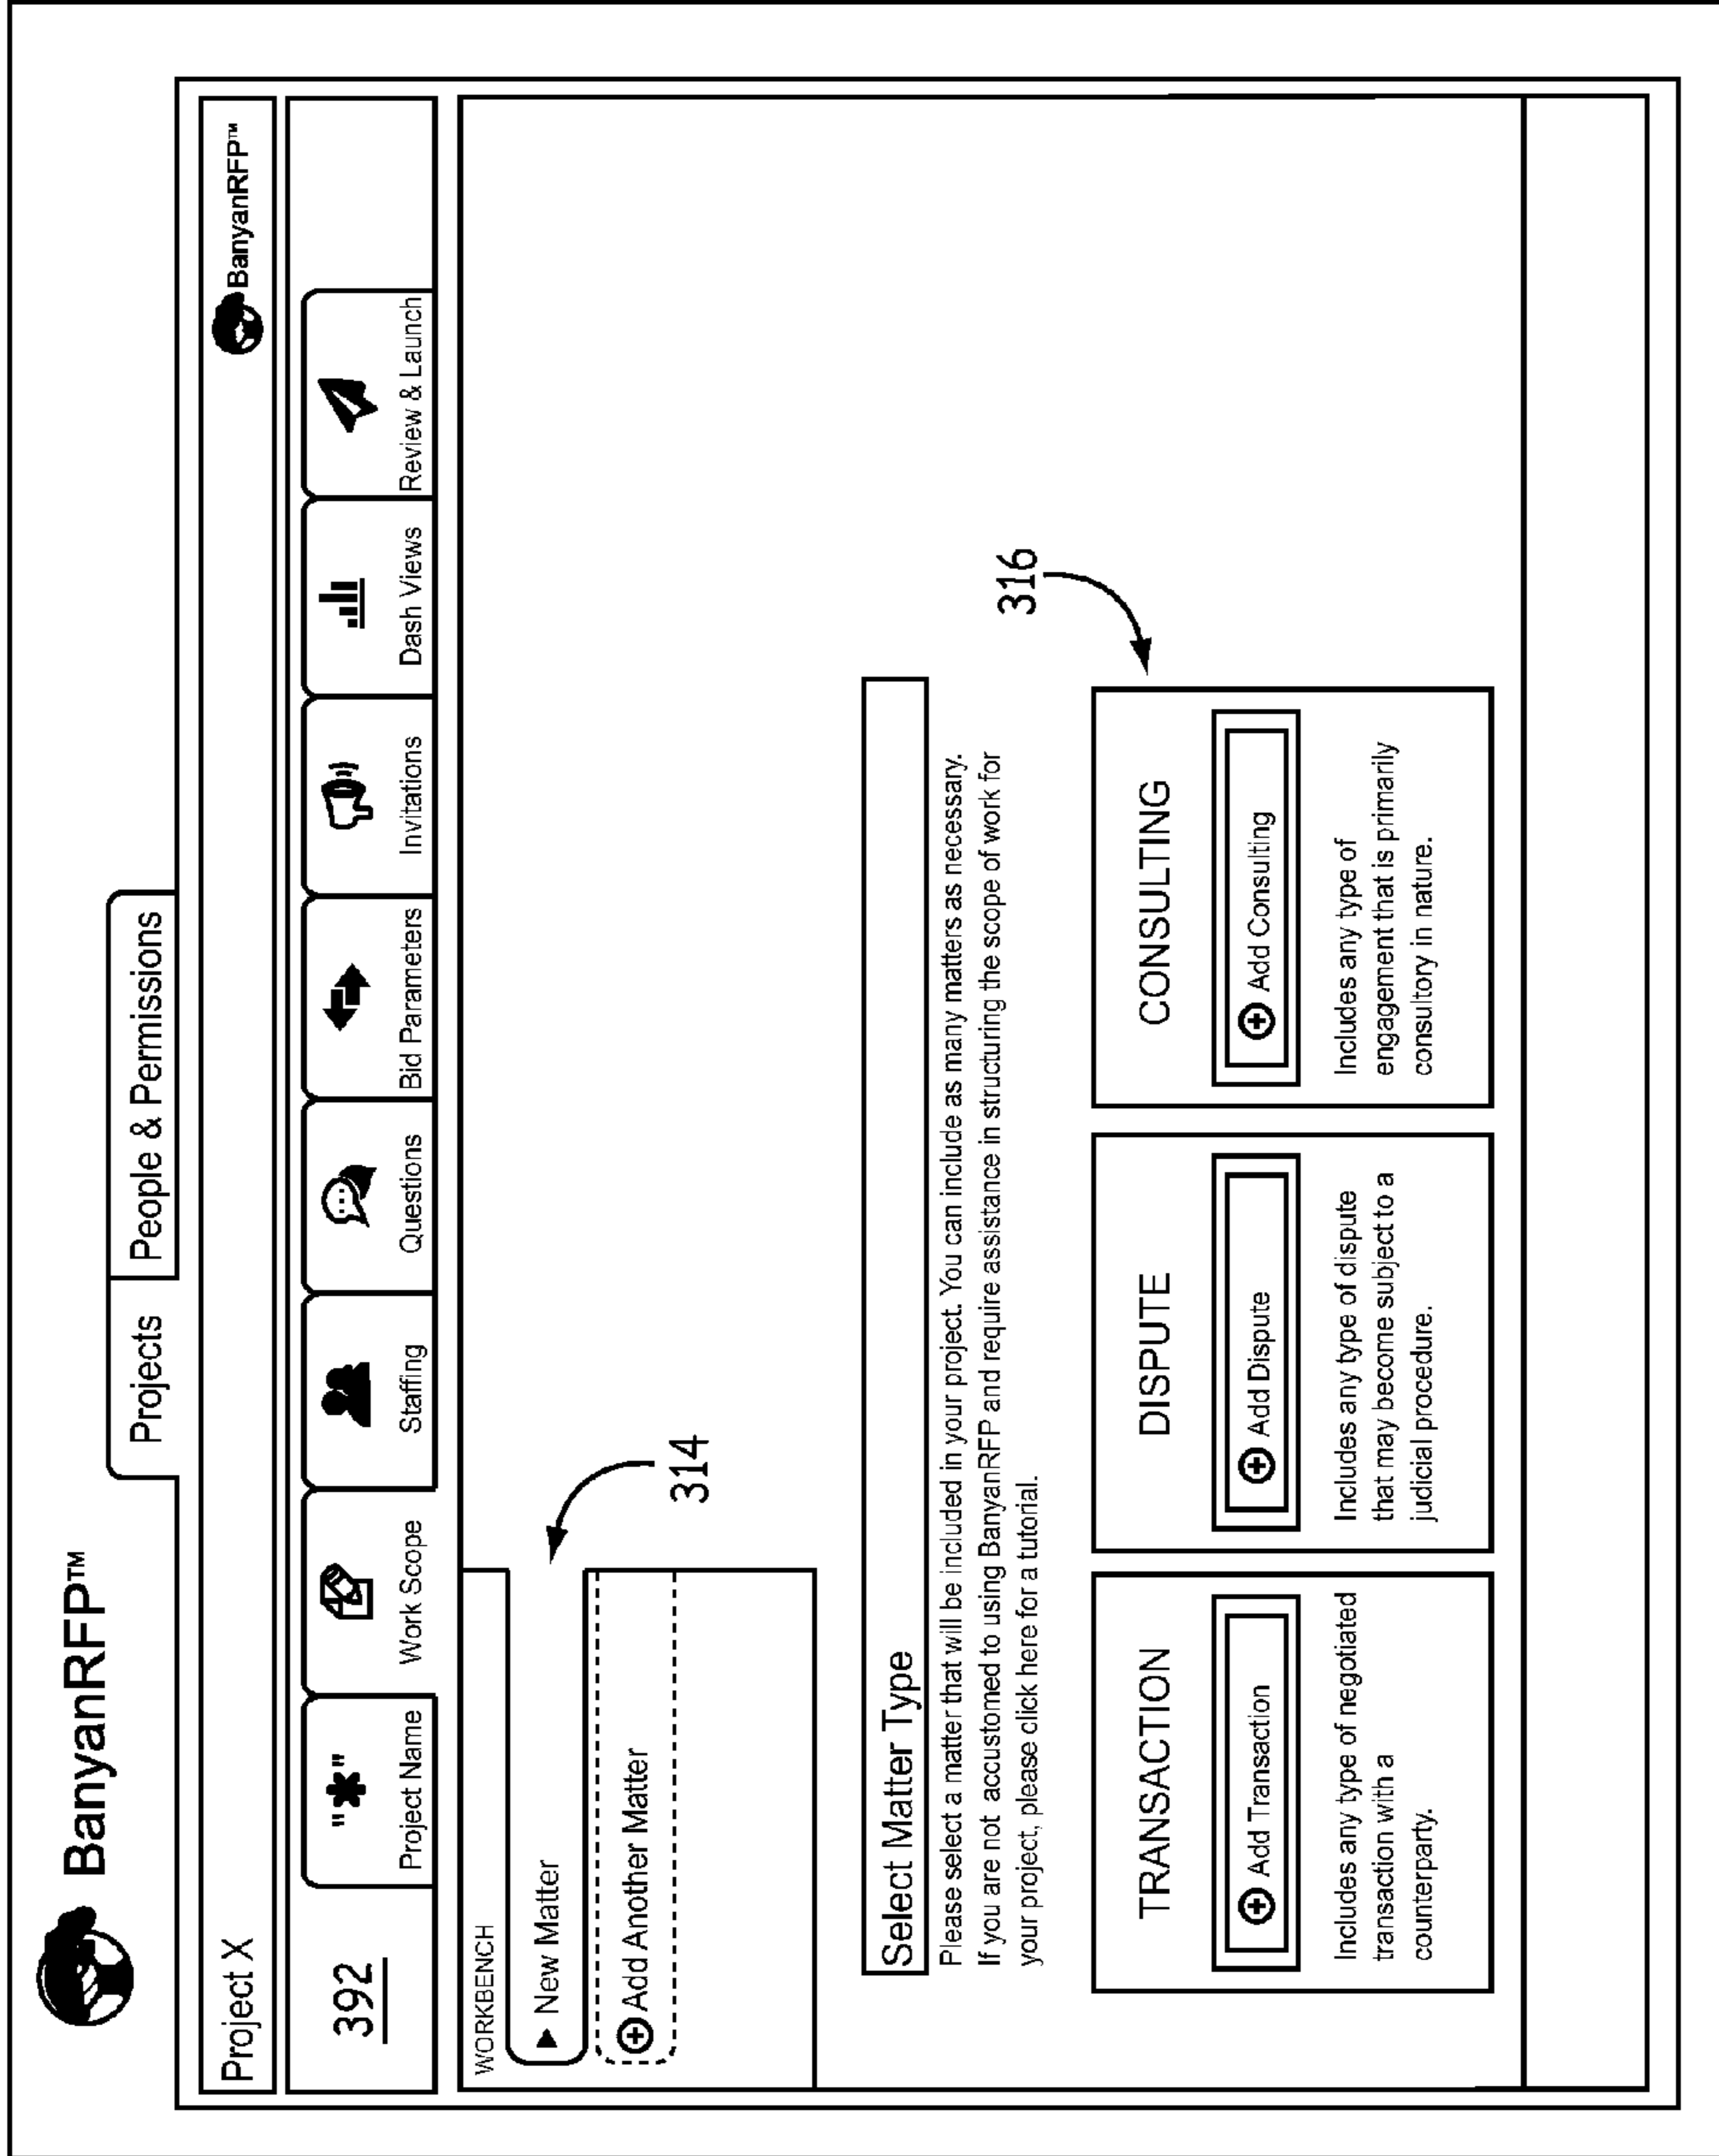 BanyanRFP™
Projects
People & Permissions
Project X
BanyanRFP™
392
"*"
Project Name
Work Scope
Staffing
Questions
Bid Parameters
Invitations
Dash Views
Review & Launch
WORKBENCH
New Matter
Add Another Matter
314
Select Matter Type
Please select a matter that will be included in your project. You can include as many matters as necessary.
If you are not accustomed to using BanyanRFP and require assistance in structuring the scope of work for
your project, please click here for a tutorial.
316
TRANSACTION
Add Transaction
Includes any type of negotiated
transaction with a
counterparty.
DISPUTE
Add Dispute
Includes any type of dispute
that may become subject to a
judicial procedure.
CONSULTING
Add Consulting
Includes any type of
engagement that is primarily
consultory in nature.